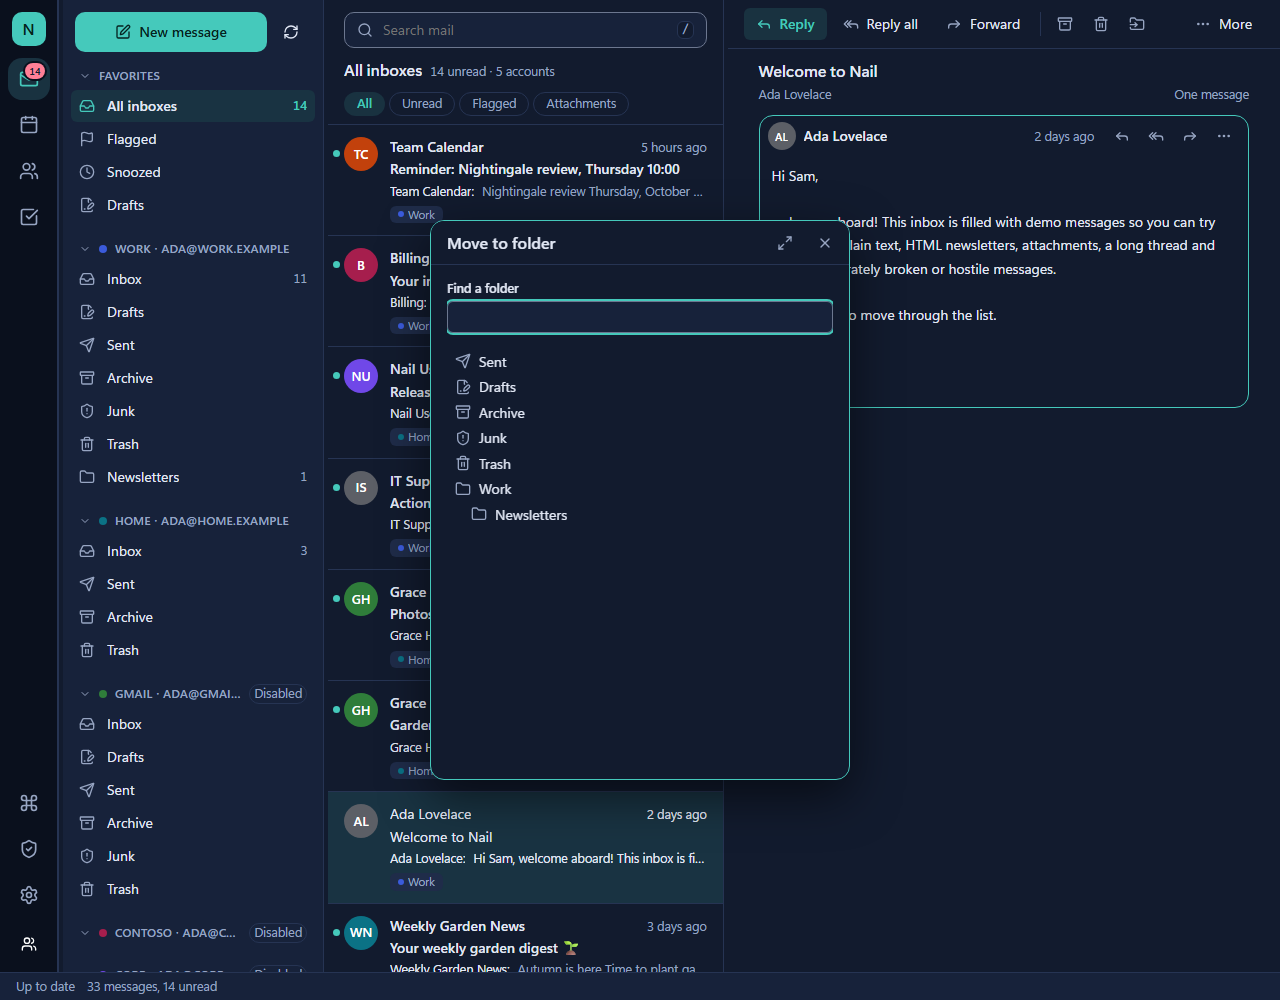 N
New message
14
FAVORITES
All inboxes 14
Flagged
Snoozed
Drafts
WORK · ADA@WORK.EXAMPLE
Inbox 11
Drafts
Sent
Archive
Junk
Trash
Newsletters 1
HOME · ADA@HOME.EXAMPLE
Inbox 3
Sent
Archive
Trash
GMAIL · ADA@GMAI... Disabled
Inbox
Drafts
Sent
Archive
Junk
Trash
CONTOSO · ADA@C... Disabled
Search mail /
All inboxes 14 unread · 5 accounts
All Unread Flagged Attachments
TC Team Calendar 5 hours ago
Reminder: Nightingale review, Thursday 10:00
Team Calendar: Nightingale review Thursday, October ...
Work
B Billing
Your in
Billing:
Wor
NU Nail U
Releas
Nail Us
Hom
IS IT Sup
Action
IT Supp
Wor
GH Grace
Photos
Grace H
Hom
GH Grace
Garde
Grace H
Hom
AL Ada Lovelace 2 days ago
Welcome to Nail
Ada Lovelace: Hi Sam, welcome aboard! This inbox is fi...
Work
WN Weekly Garden News 3 days ago
Your weekly garden digest 🌱
Weekly Garden News: Autumn is here Time to plant ga...
Reply Reply all Forward More
Welcome to Nail
Ada Lovelace One message
AL Ada Lovelace 2 days ago
Hi Sam,
board! This inbox is filled with demo messages so you can try
lain text, HTML newsletters, attachments, a long thread and
rately broken or hostile messages.
o move through the list.
Move to folder
Find a folder
Sent
Drafts
Archive
Junk
Trash
Work
Newsletters
Up to date 33 messages, 14 unread